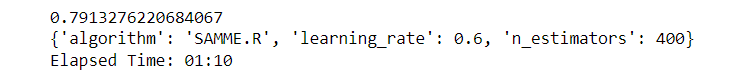 0.7913276220684067
{'algorithm': 'SAMME.R', 'learning_rate': 0.6, 'n_estimators': 400}
Elapsed Time: 01:10